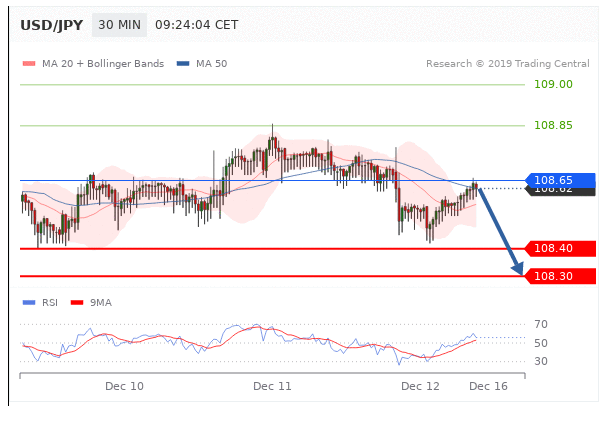 USD/JPY 30 MIN 09:24:04 CET
MA 20 + Bollinger Bands MA 50 Research © 2019 Trading Central
109.00
108.85
108.65
108.62
108.40
108.30
RSI 9MA
70
50
30
Dec 10 Dec 11 Dec 12 Dec 16